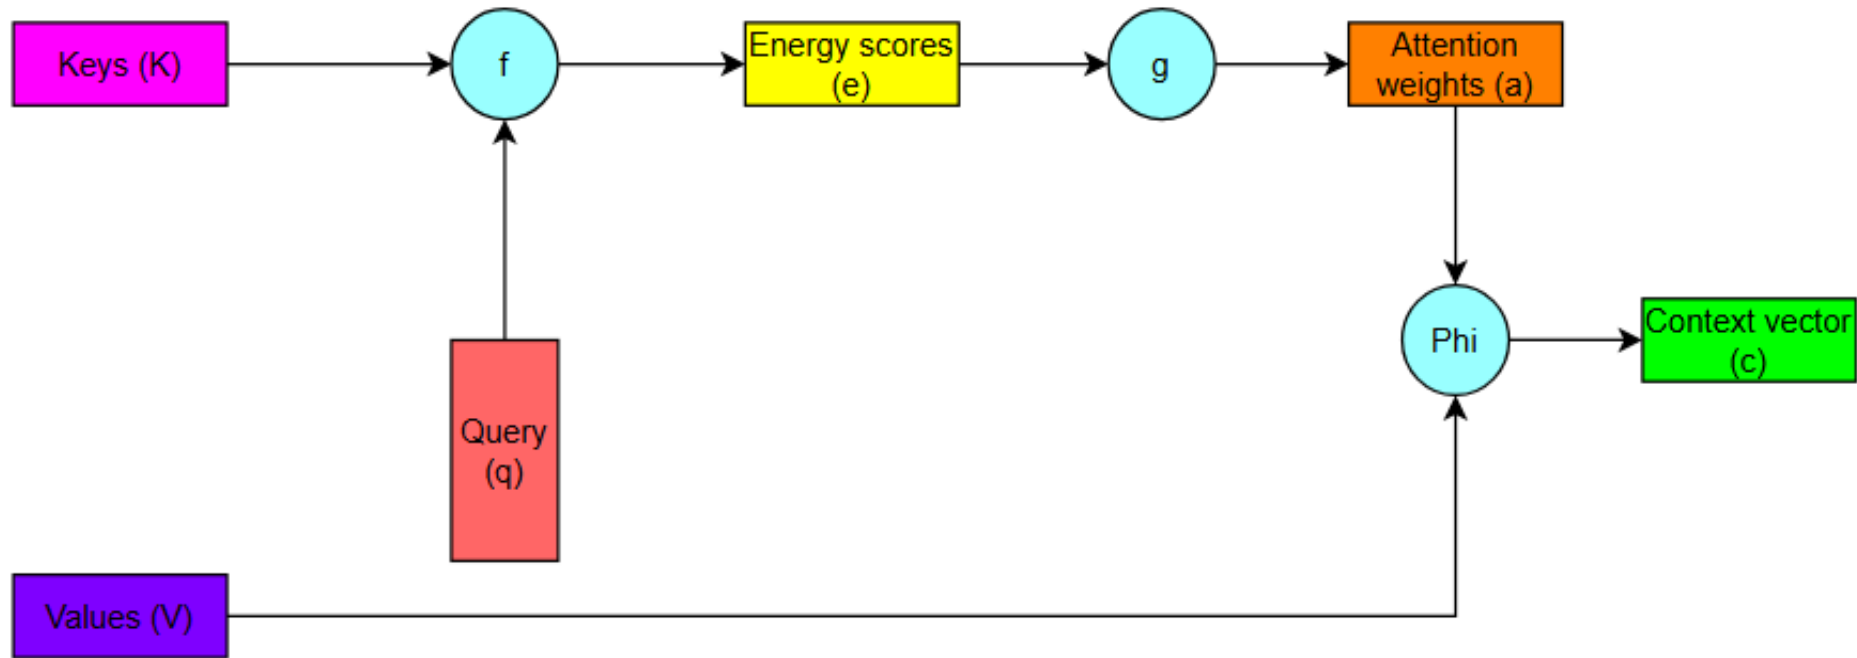 Keys (K)
f
Energy scores
(e)
g
Attention
weights (a)
Phi
Context vector
(c)
Query
(q)
Values (V)